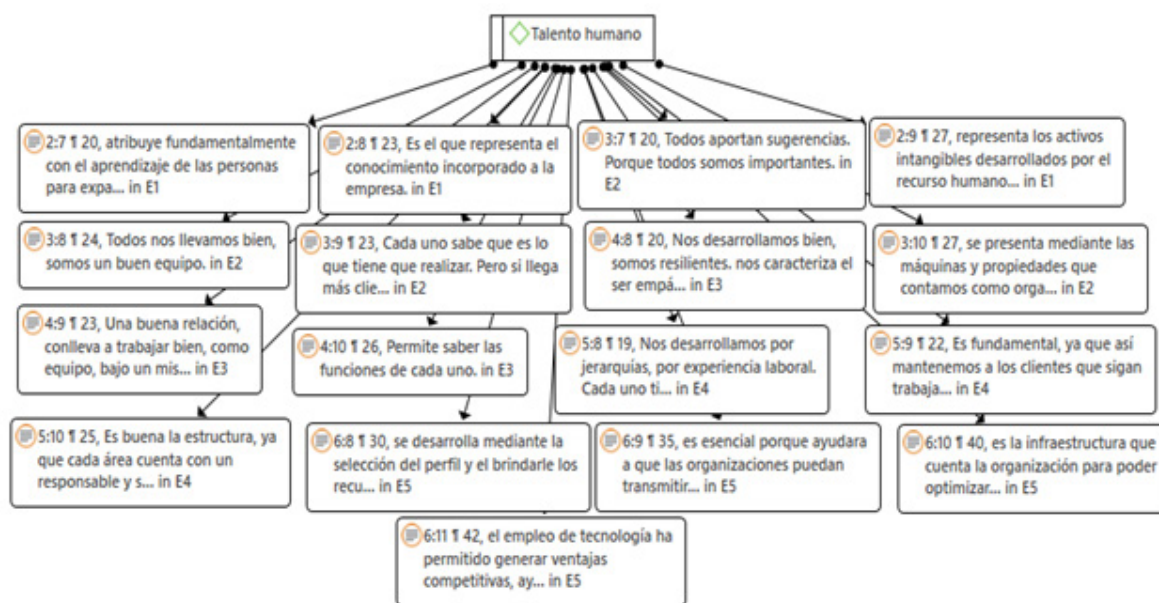 Talento humano
2:7 ¶ 20, atribuye fundamentalmente
con el aprendizaje de las personas
para expa... in E1
2:8 ¶ 23, Es el que representa el
conocimiento incorporado a la
empresa. in E1
3:7 ¶ 20, Todos aportan sugerencias.
Porque todos somos importantes. in
E2
2:9 ¶ 27, representa los activos
intangibles desarrollados por el
recurso humano... in E1
3:8 ¶ 24, Todos nos llevamos bien,
somos un buen equipo. in E2
3:9 ¶ 23, Cada uno sabe que es lo
que tiene que realizar. Pero si llega
más clie... in E2
4:8 ¶ 20, Nos desarrollamos bien,
somos resilientes. nos caracteriza el
ser empá... in E3
3:10 ¶ 27, se presenta mediante las
máquinas y propiedades que
contamos como orga... in E2
4:9 ¶ 23, Una buena relación,
conlleva a trabajar bien, como
equipo, bajo un mis... in E3
4:10 ¶ 26, Permite saber las
funciones de cada uno. in E3
5:8 ¶ 19, Nos desarrollamos por
jerarquías, por experiencia laboral.
Cada uno ti... in E4
5:9 ¶ 22, Es fundamental, ya que así
mantenemos a los clientes que sigan
trabaja... in E4
5:10 ¶ 25, Es buena la estructura, ya
que cada área cuenta con un
responsable y s... in E4
6:8 ¶ 30, se desarrolla mediante la
selección del perfil y el brindarle los
recu... in E5
6:9 ¶ 35, es esencial porque ayudara
a que las organizaciones puedan
transmitir... in E5
6:10 ¶ 40, es la infraestructura que
cuenta la organización para poder
optimizar... in E5
6:11 ¶ 42, el empleo de tecnología ha
permitido generar ventajas
competitivas, ay... in E5